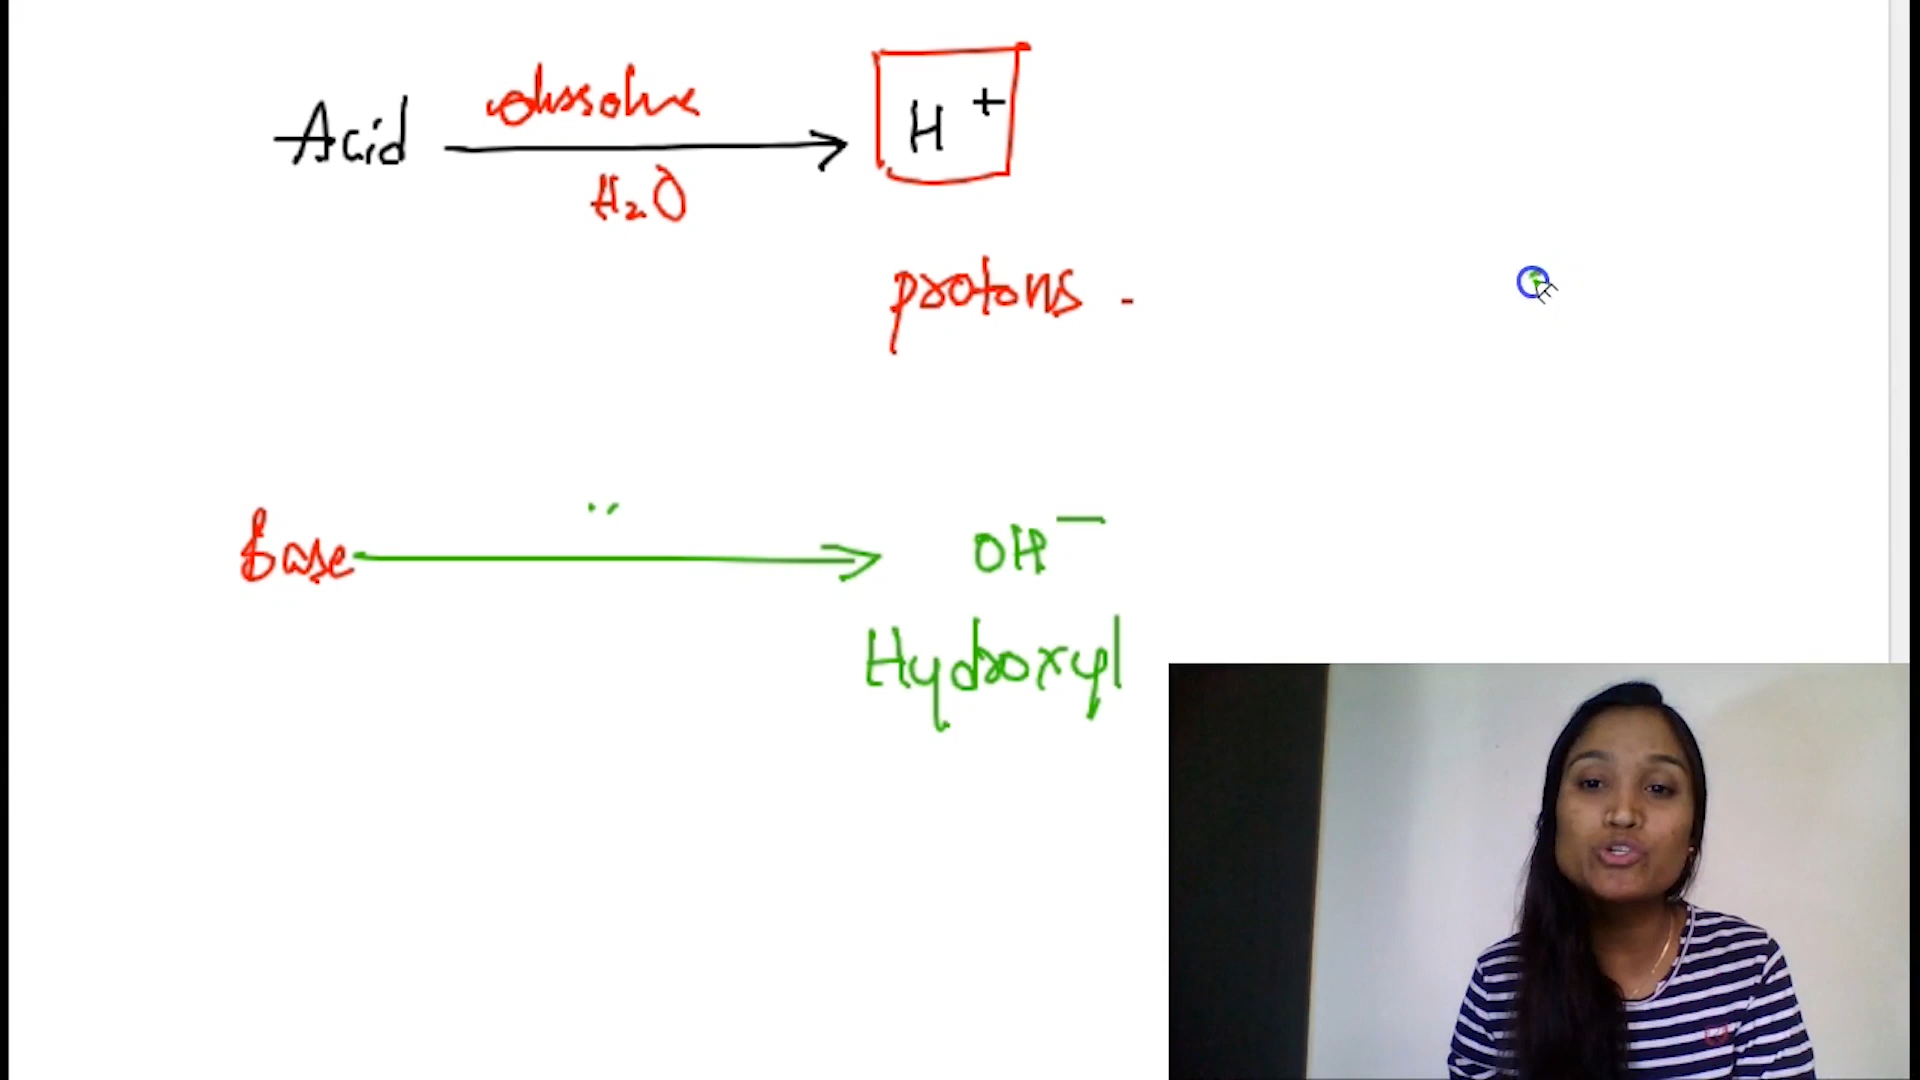 Acid dissolve H₂O → H⁺
protons .
Base ” → OH⁻
Hydroxyl